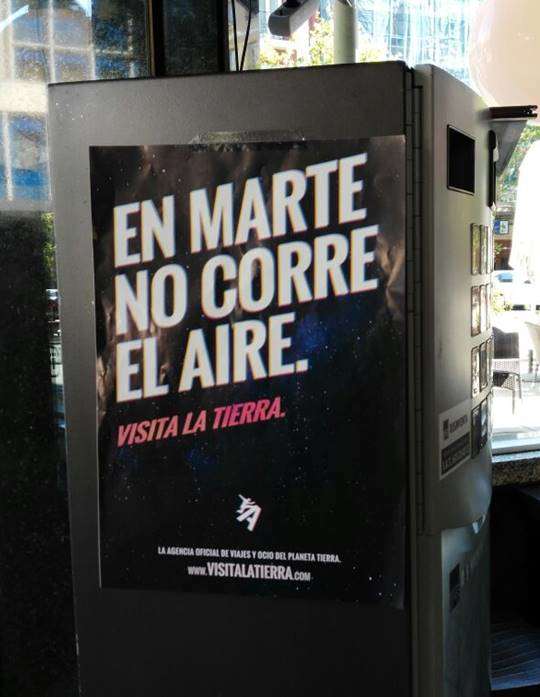 EN MARTE
NO CORRE
EL AIRE.
VISITA LA TIERRA.
LA AGENCIA OFICIAL DE VIAJES Y OCIO DEL PLANETA TIERRA.
www.VISITALATIERRA.com